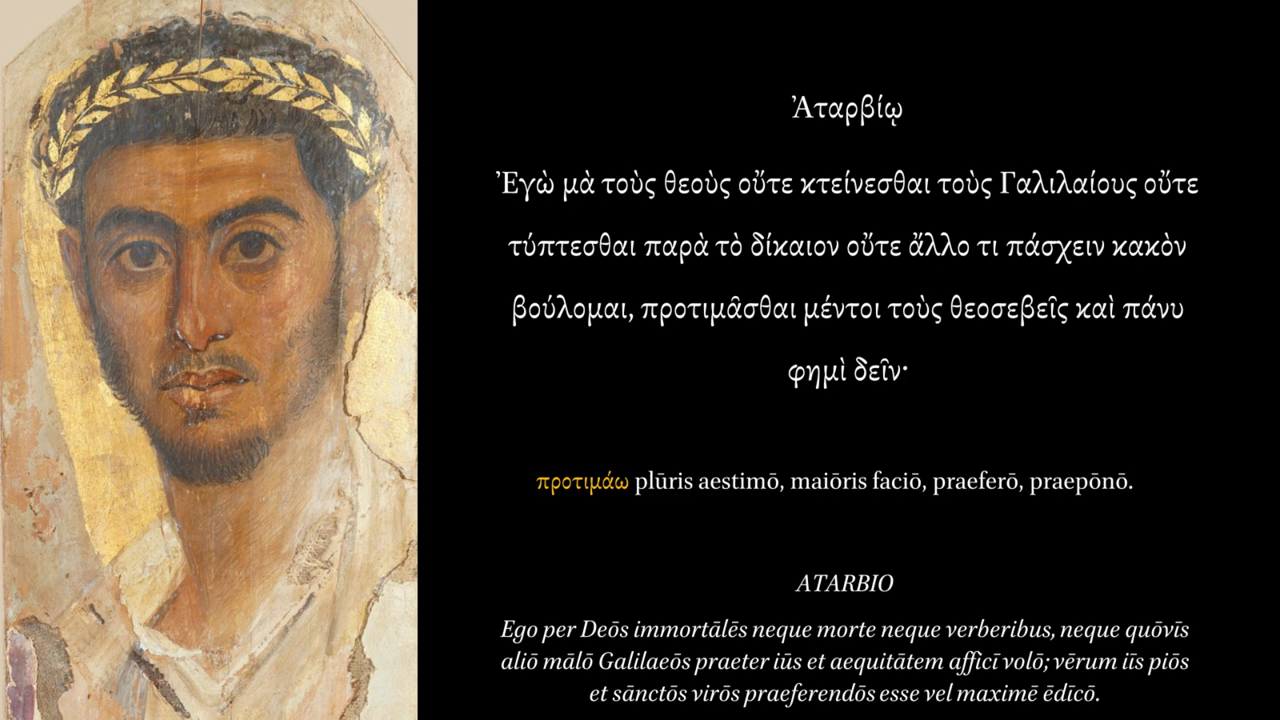 Ἀταρβίῳ
Ἐγὼ μὰ τοὺς θεοὺς οὔτε κτείνεσθαι τοὺς Γαλιλαίους οὔτε
τύπτεσθαι παρὰ τὸ δίκαιον οὔτε ἄλλο τι πάσχειν κακὸν
βούλομαι, προτιμᾶσθαι μέντοι τοὺς θεοσεβεῖς καὶ πάνυ
φημὶ δεῖν·
προτιμάω plūris aestimō, maiōris faciō, praeferō, praepōnō.
ATARBIO
Ego per Deōs immortālēs neque morte neque verberibus, neque quōvīs
aliō mālō Galilaeōs praeter iūs et aequitātem afficī volō; vērum iīs piōs
et sānctōs virōs praeferendōs esse vel maximē ēdīcō.